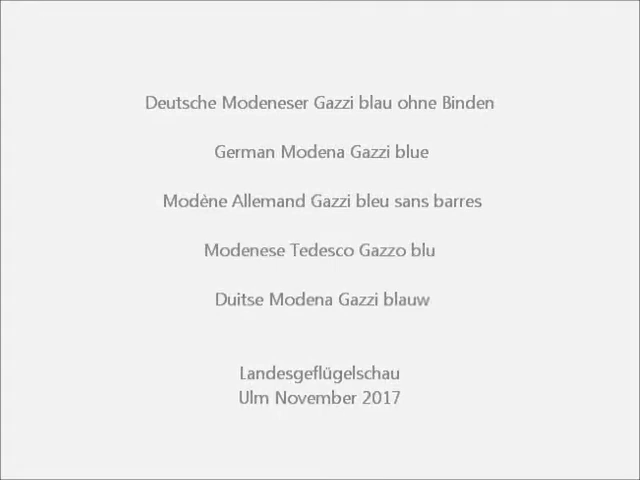 Deutsche Modeneser Gazzi blau ohne Binden
German Modena Gazzi blue
Modène Allemand Gazzi bleu sans barres
Modenese Tedesco Gazzo blu
Duitse Modena Gazzi blauw
Landesgeflügelschau
Ulm November 2017